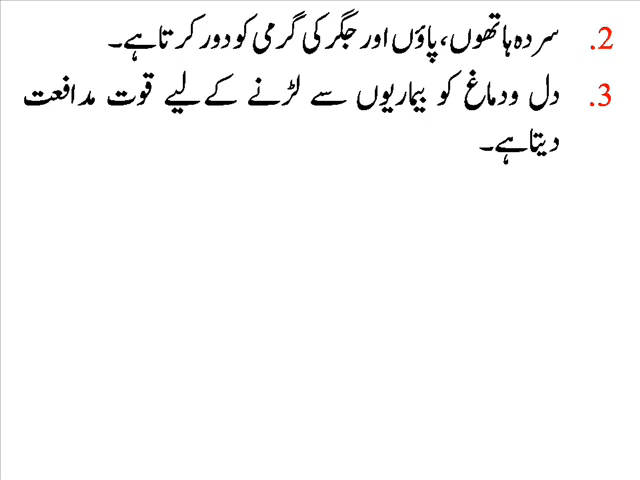 2. سردہ ہاتھوں، پاؤں اور جگر کی گرمی کو دور کرتا ہے۔
3. دل ودماغ کو بیماریوں سے لڑنے کے لیے قوت مدافعت
دیتا ہے۔